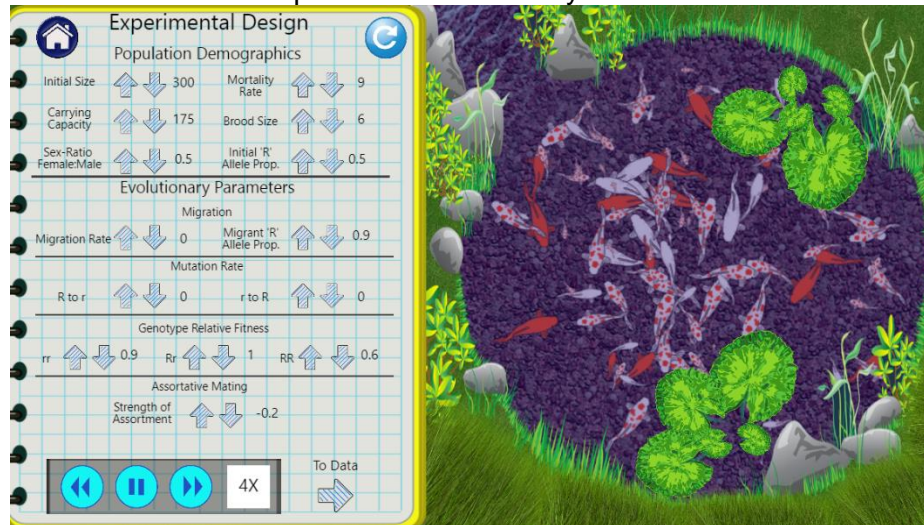 Experimental Design
Population Demographics
Initial Size 300 Mortality Rate 9
Carrying Capacity 175 Brood Size 6
Sex-Ratio Female:Male 0.5 Initial 'R' Allele Prop. 0.5
Evolutionary Parameters
Migration
Migration Rate 0 Migrant 'R' Allele Prop. 0.9
Mutation Rate
R to r 0 r to R 0
Genotype Relative Fitness
rr 0.9 Rr 1 RR 0.6
Assortative Mating
Strength of Assortment -0.2
4X To Data